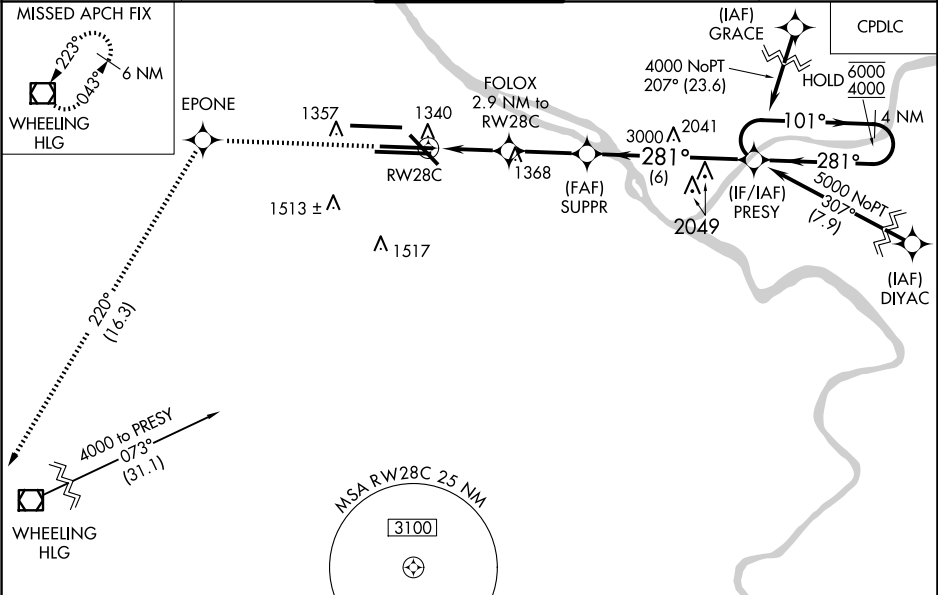 MISSED APCH FIX
223°
043°
6 NM
WHEELING
HLG
(IAF)
GRACE
CPDLC
4000 NoPT
207° (23.6)
HOLD
6000
4000
4 NM
101°
281°
EPONE
1357
1340
RW28C
FOLOX
2.9 NM to
RW28C
1368
(FAF)
SUPPR
3000
2041
281°
(6)
2049
(IF/IAF)
PRESY
5000 NoPT
307°
(7.9)
(IAF)
DIYAC
1513 ±
1517
220°
(16.3)
4000 to PRESY
073°
(31.1)
WHEELING
HLG
MSA RW28C 25 NM
3100